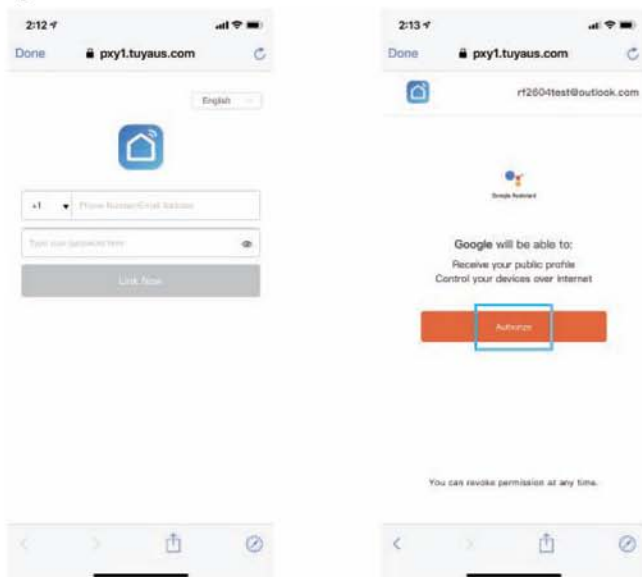 2:12
Done pxy1.tuyaus.com
English
+1 Phone Number/Email Address
Type your password here
Link Now
2:13
Done pxy1.tuyaus.com
rf2604test@outlook.com
Google Assistant
Google will be able to:
Receive your public profile
Control your devices over internet
Authorize
You can revoke permission at any time.